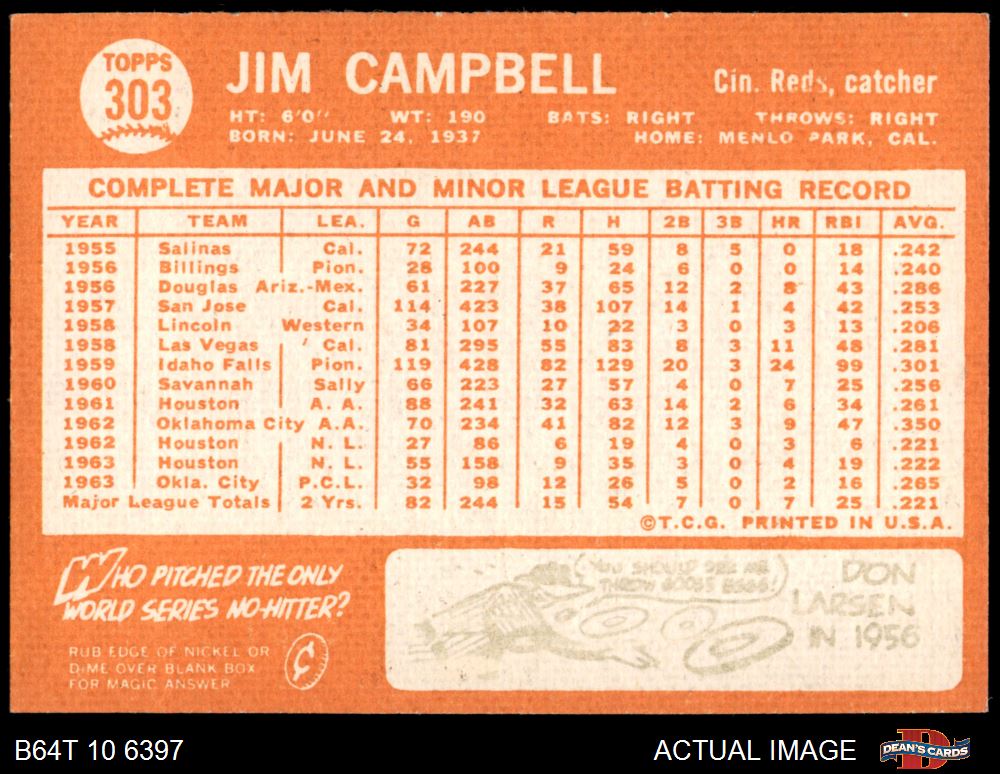 TOPPS
303
JIM CAMPBELL
Cin. Reds, catcher
HT: 6'0" WT: 190 BATS: RIGHT THROWS: RIGHT
BORN: JUNE 24, 1937 HOME: MENLO PARK, CAL.
COMPLETE MAJOR AND MINOR LEAGUE BATTING RECORD
YEAR TEAM LEA. G AB R H 2B 3B HR RBI AVG.
1955 Salinas Cal. 72 244 21 59 8 5 0 18 .242
1956 Billings Pion. 28 100 9 24 6 0 0 14 .240
1956 Douglas Ariz.-Mex. 61 227 37 65 12 2 8 43 .286
1957 San Jose Cal. 114 423 38 107 14 1 4 42 .253
1958 Lincoln Western 34 107 10 22 3 0 3 13 .206
1958 Las Vegas Cal. 81 295 55 83 8 3 11 48 .281
1959 Idaho Falls Pion. 119 428 82 129 20 3 24 99 .301
1960 Savannah Sally 66 223 27 57 4 0 7 25 .256
1961 Houston A. A. 88 241 32 63 14 2 6 34 .261
1962 Oklahoma City A.A. 70 234 41 82 12 3 9 47 .350
1962 Houston N. L. 27 86 6 19 4 0 3 6 .221
1963 Houston N. L. 55 158 9 35 3 0 4 19 .222
1963 Okla. City P.C.L. 32 98 12 26 5 0 2 16 .265
Major League Totals 2 Yrs. 82 244 15 54 7 0 7 25 .221
©T.C.G. PRINTED IN U.S.A.
WHO PITCHED THE ONLY
WORLD SERIES NO-HITTER?
RUB EDGE OF NICKEL OR
DIME OVER BLANK BOX
FOR MAGIC ANSWER
¢
YOU SHOULD SEE ME
THROW GOOSE EGGS!
DON
LARSEN
IN 1956
B64T 10 6397
ACTUAL IMAGE
DEAN'S CARDS